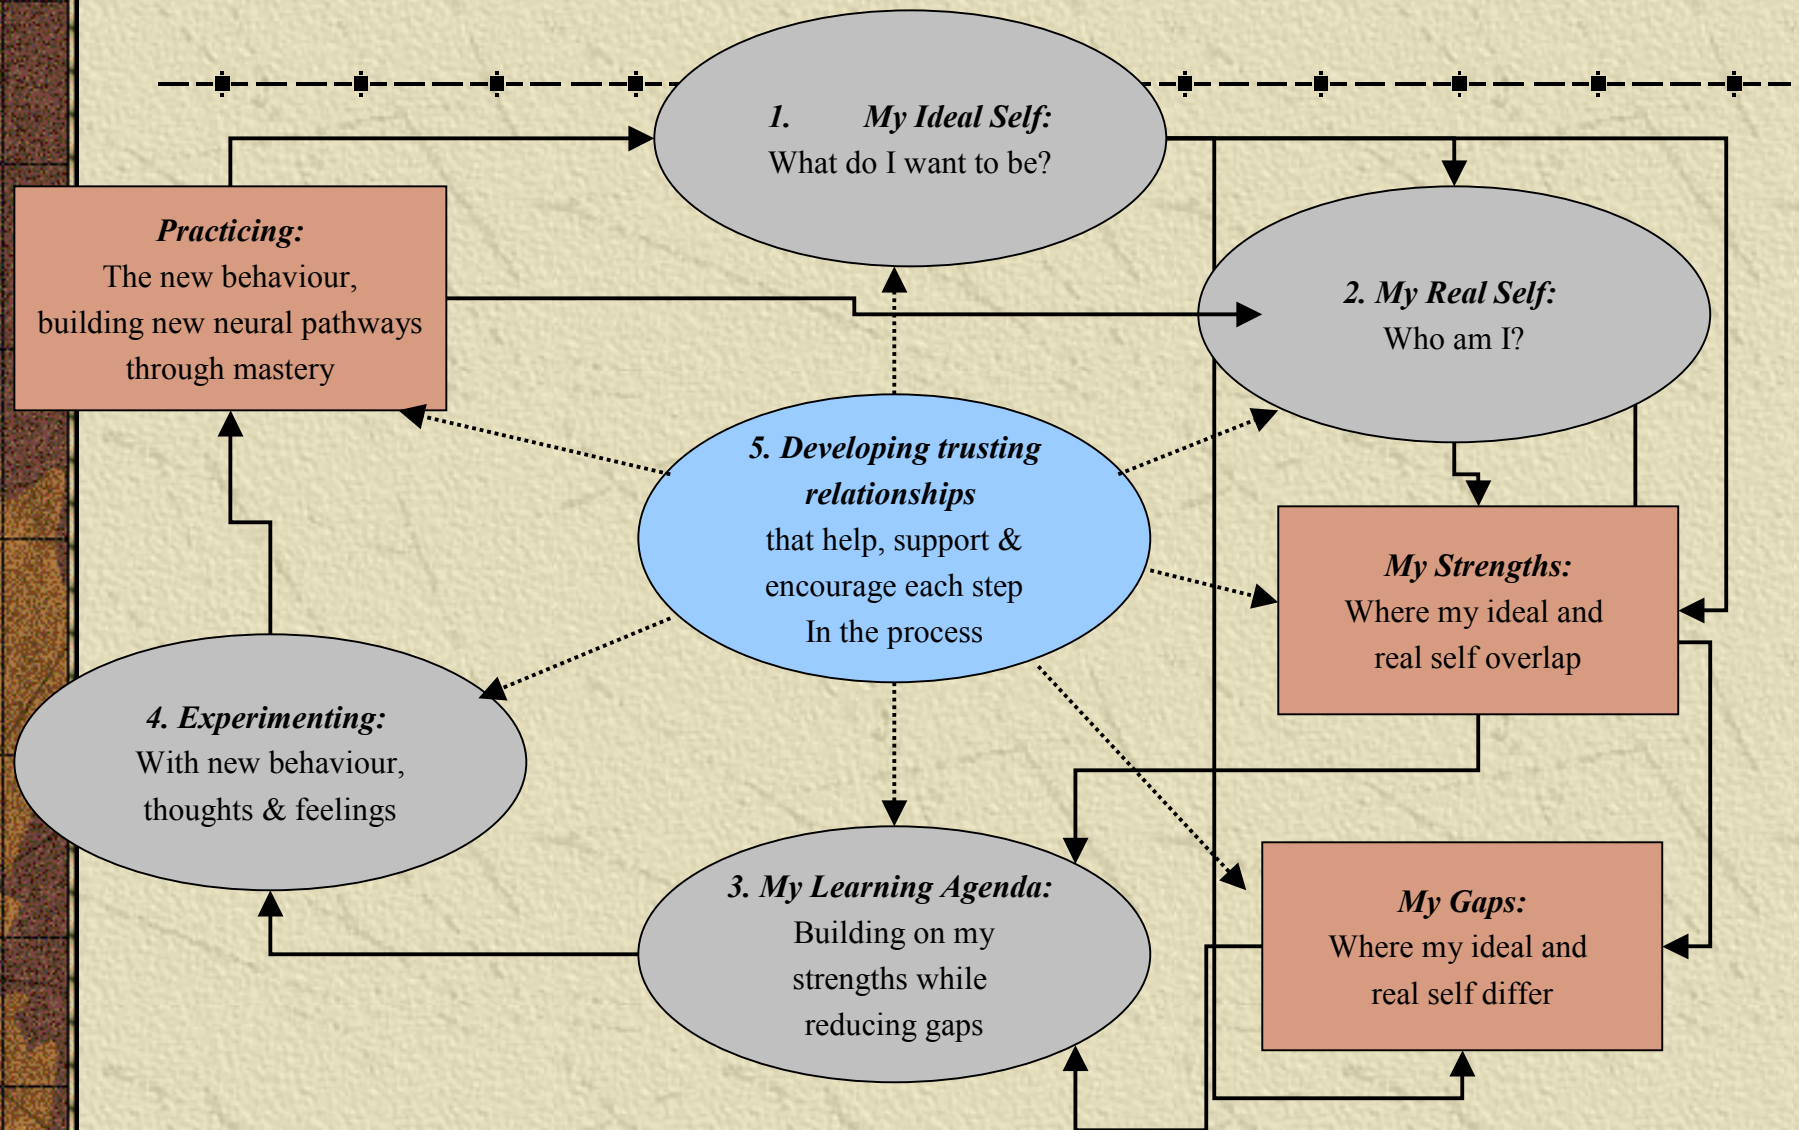 1. My Ideal Self:
What do I want to be?
Practicing:
The new behaviour,
building new neural pathways
through mastery
2. My Real Self:
Who am I?
5. Developing trusting
relationships
that help, support &
encourage each step
In the process
My Strengths:
Where my ideal and
real self overlap
4. Experimenting:
With new behaviour,
thoughts & feelings
3. My Learning Agenda:
Building on my
strengths while
reducing gaps
My Gaps:
Where my ideal and
real self differ